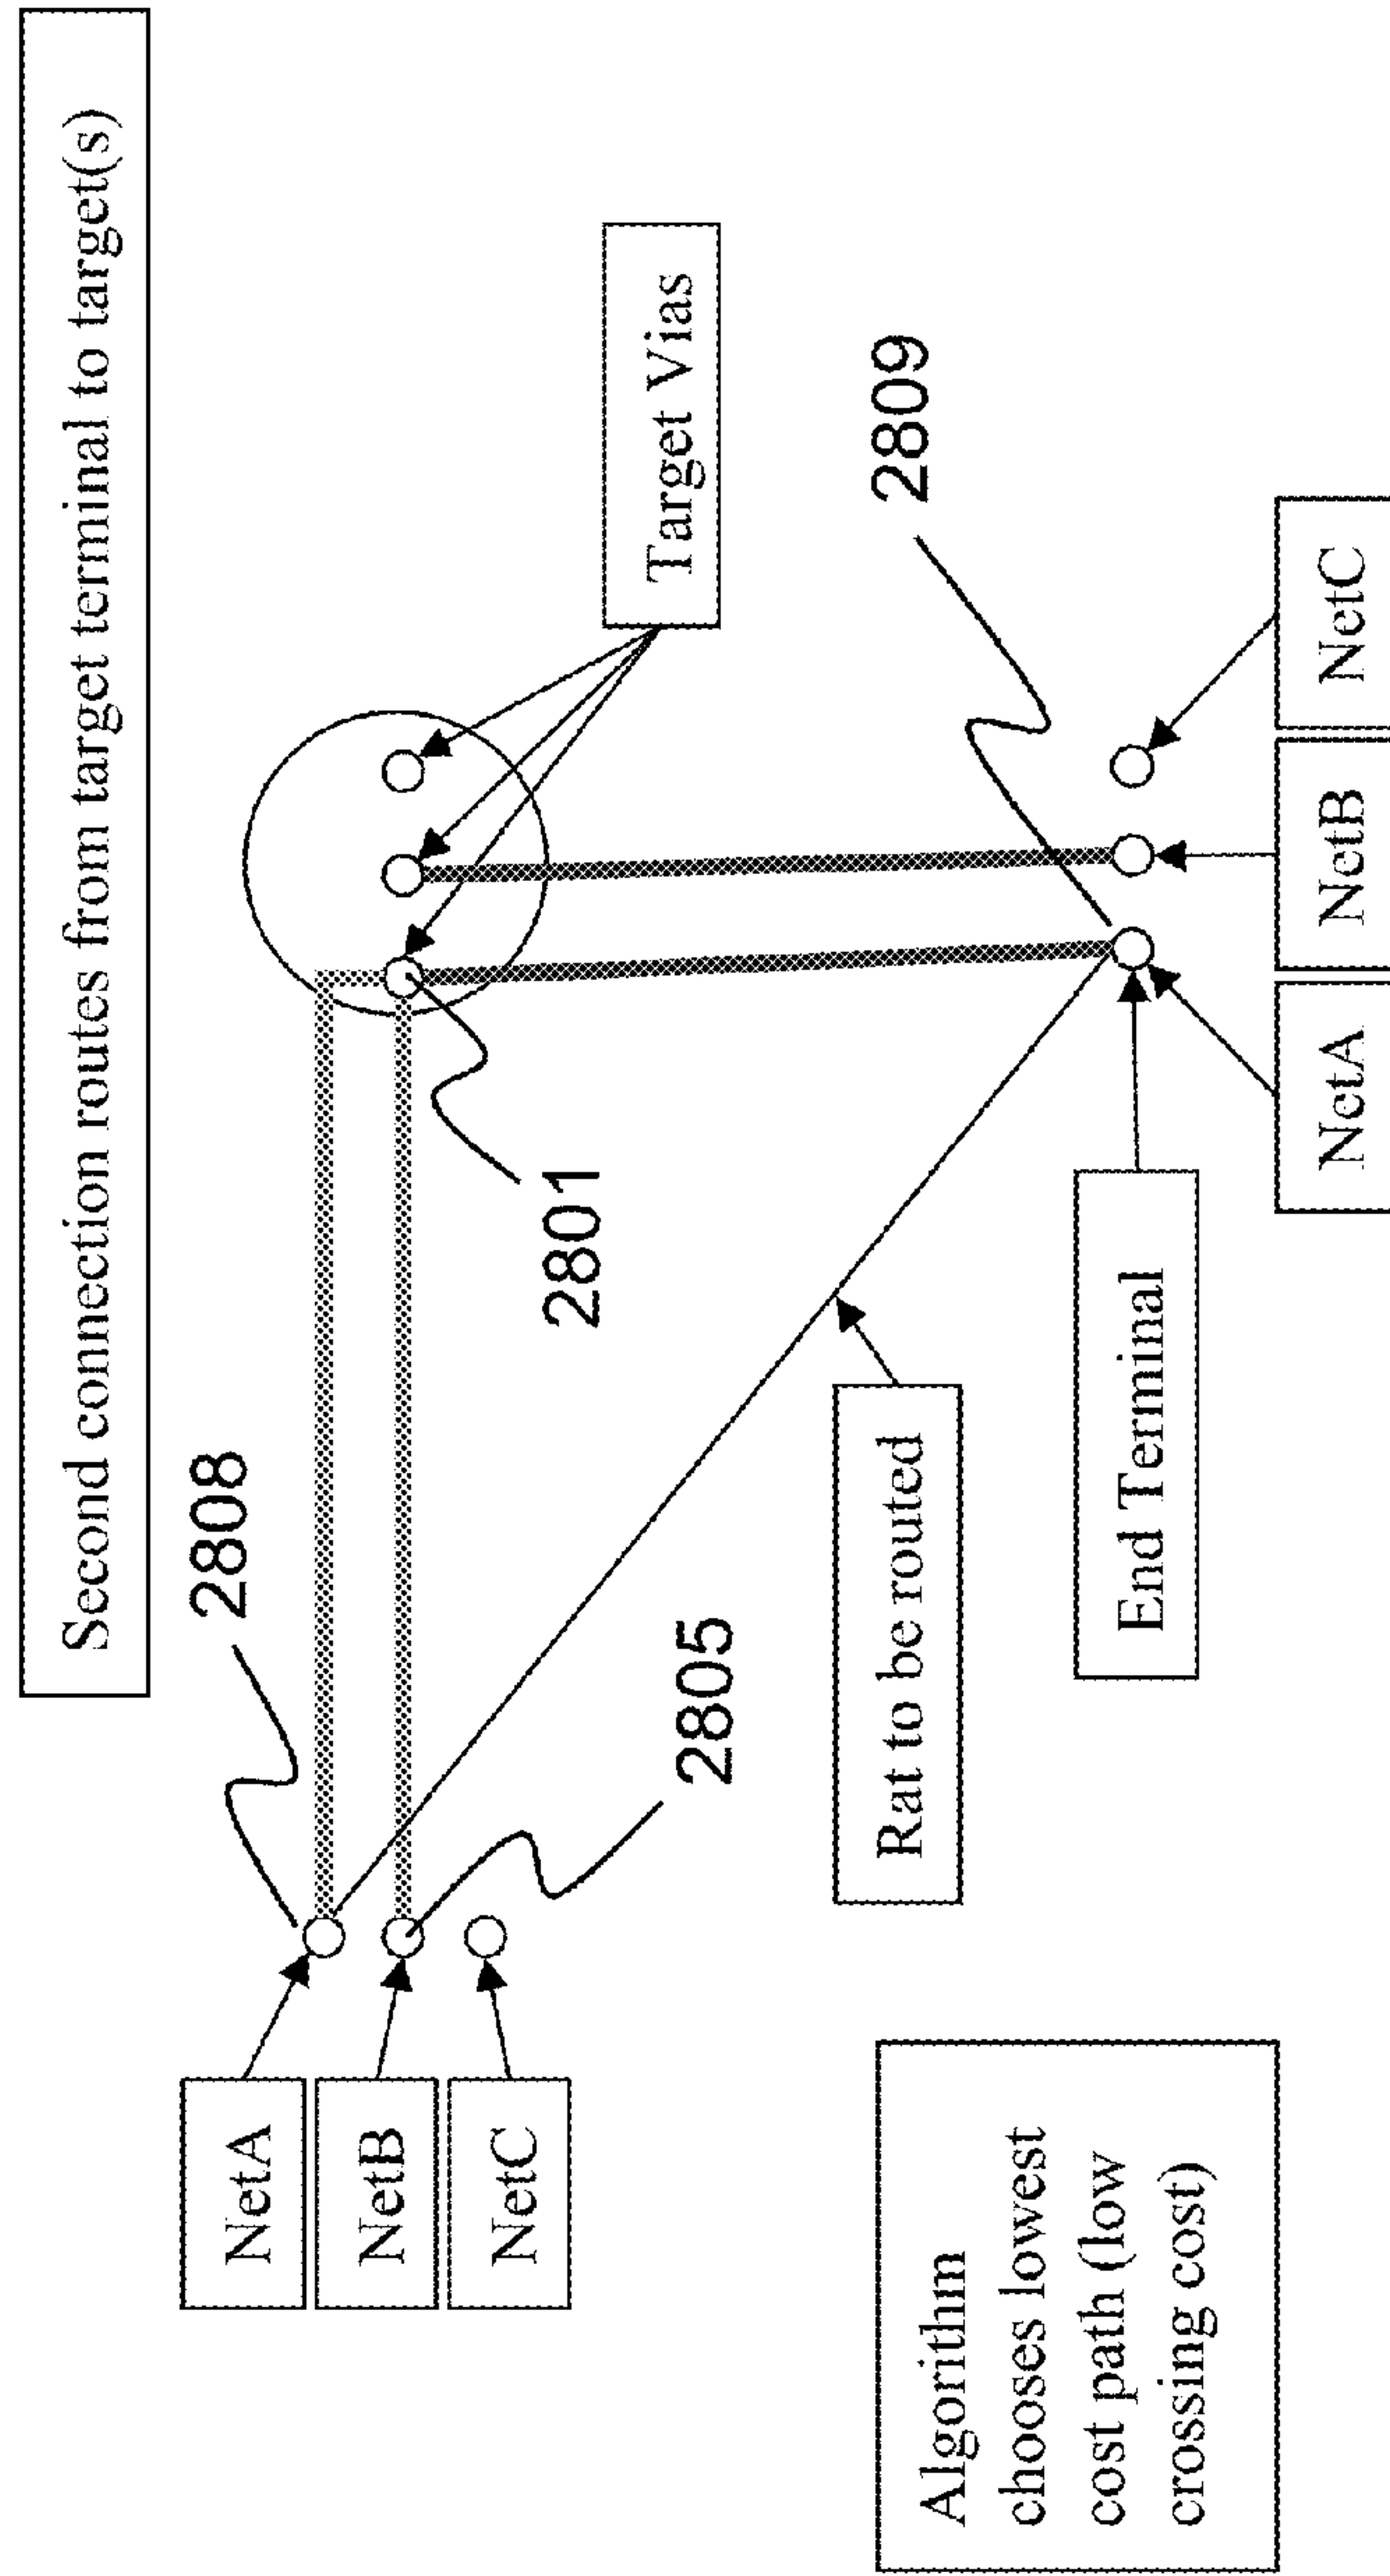 Second connection routes from target terminal to target(s)
2808
NetA
NetB
NetC
2805
2801
Target Vias
2809
Rat to be routed
End Terminal
NetA
NetB
NetC
Algorithm
chooses lowest
cost path (low
crossing cost)